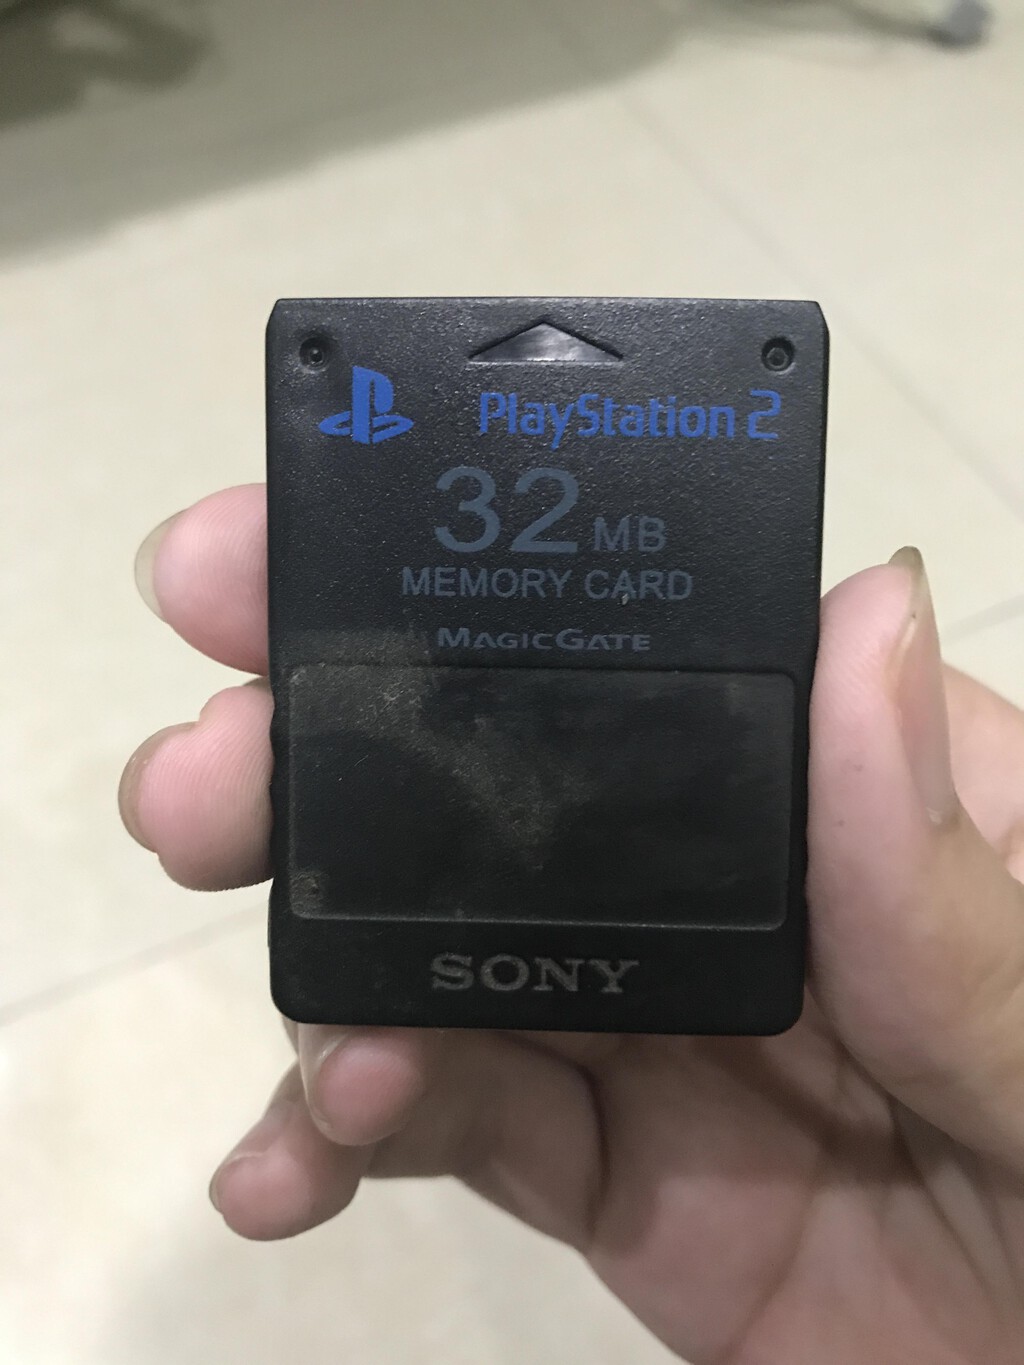 PlayStation 2
32 MB
MEMORY CARD
MAGICGATE
SONY